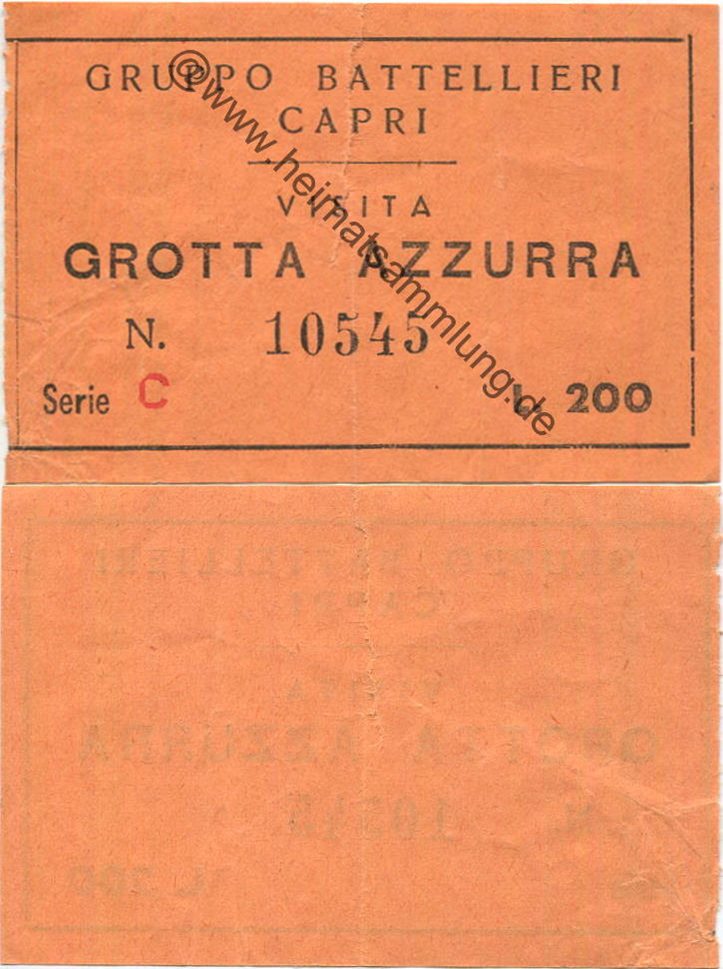 GRUPPO BATTELLIERI
CAPRI
VISITA
GROTTA AZZURRA
N. 10545
Serie C L. 200
@www.heimatsammlung.de